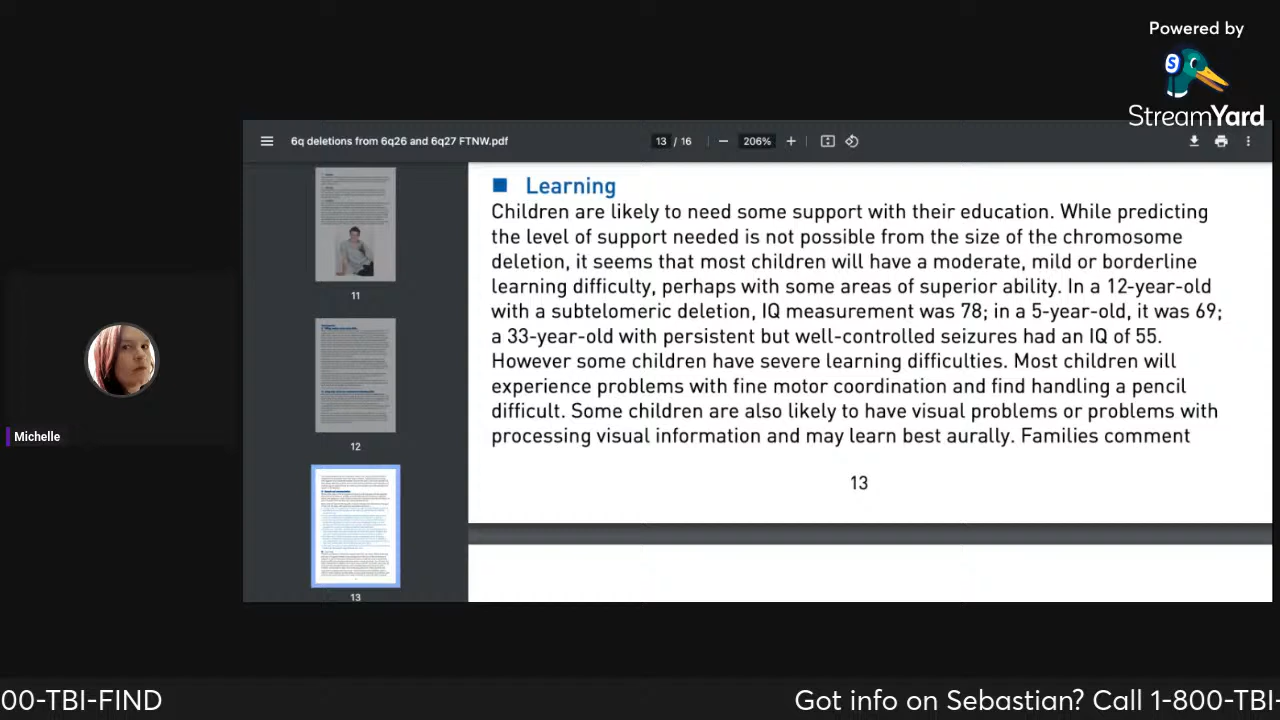 Powered by
StreamYard
6q deletions from 6q26 and 6q27 FTNW.pdf
13 / 16
206%
Learning
Children are likely to need some support with their education. While predicting
the level of support needed is not possible from the size of the chromosome
deletion, it seems that most children will have a moderate, mild or borderline
learning difficulty, perhaps with some areas of superior ability. In a 12-year-old
with a subtelomeric deletion, IQ measurement was 78; in a 5-year-old, it was 69;
a 33-year-old with persistent but well-controlled seizures had an IQ of 55.
However some children have severe learning difficulties. Most children will
experience problems with fine motor coordination and find handling a pencil
difficult. Some children are also likely to have visual problems or problems with
processing visual information and may learn best aurally. Families comment
13
11
12
13
Michelle
00-TBI-FIND
Got info on Sebastian? Call 1-800-TBI-